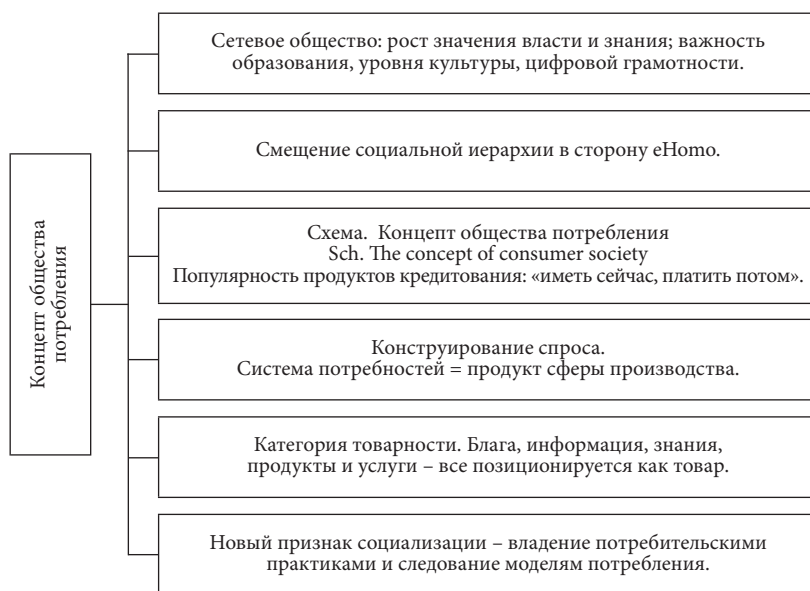 Концепт общества
потребления
Сетевое общество: рост значения власти и знания; важность
образования, уровня культуры, цифровой грамотности.
Смещение социальной иерархии в сторону eHomo.
Схема. Концепт общества потребления
Sch. The concept of consumer society
Популярность продуктов кредитования: «иметь сейчас, платить потом».
Конструирование спроса.
Система потребностей = продукт сферы производства.
Категория товарности. Блага, информация, знания,
продукты и услуги – все позиционируется как товар.
Новый признак социализации – владение потребительскими
практиками и следование моделям потребления.